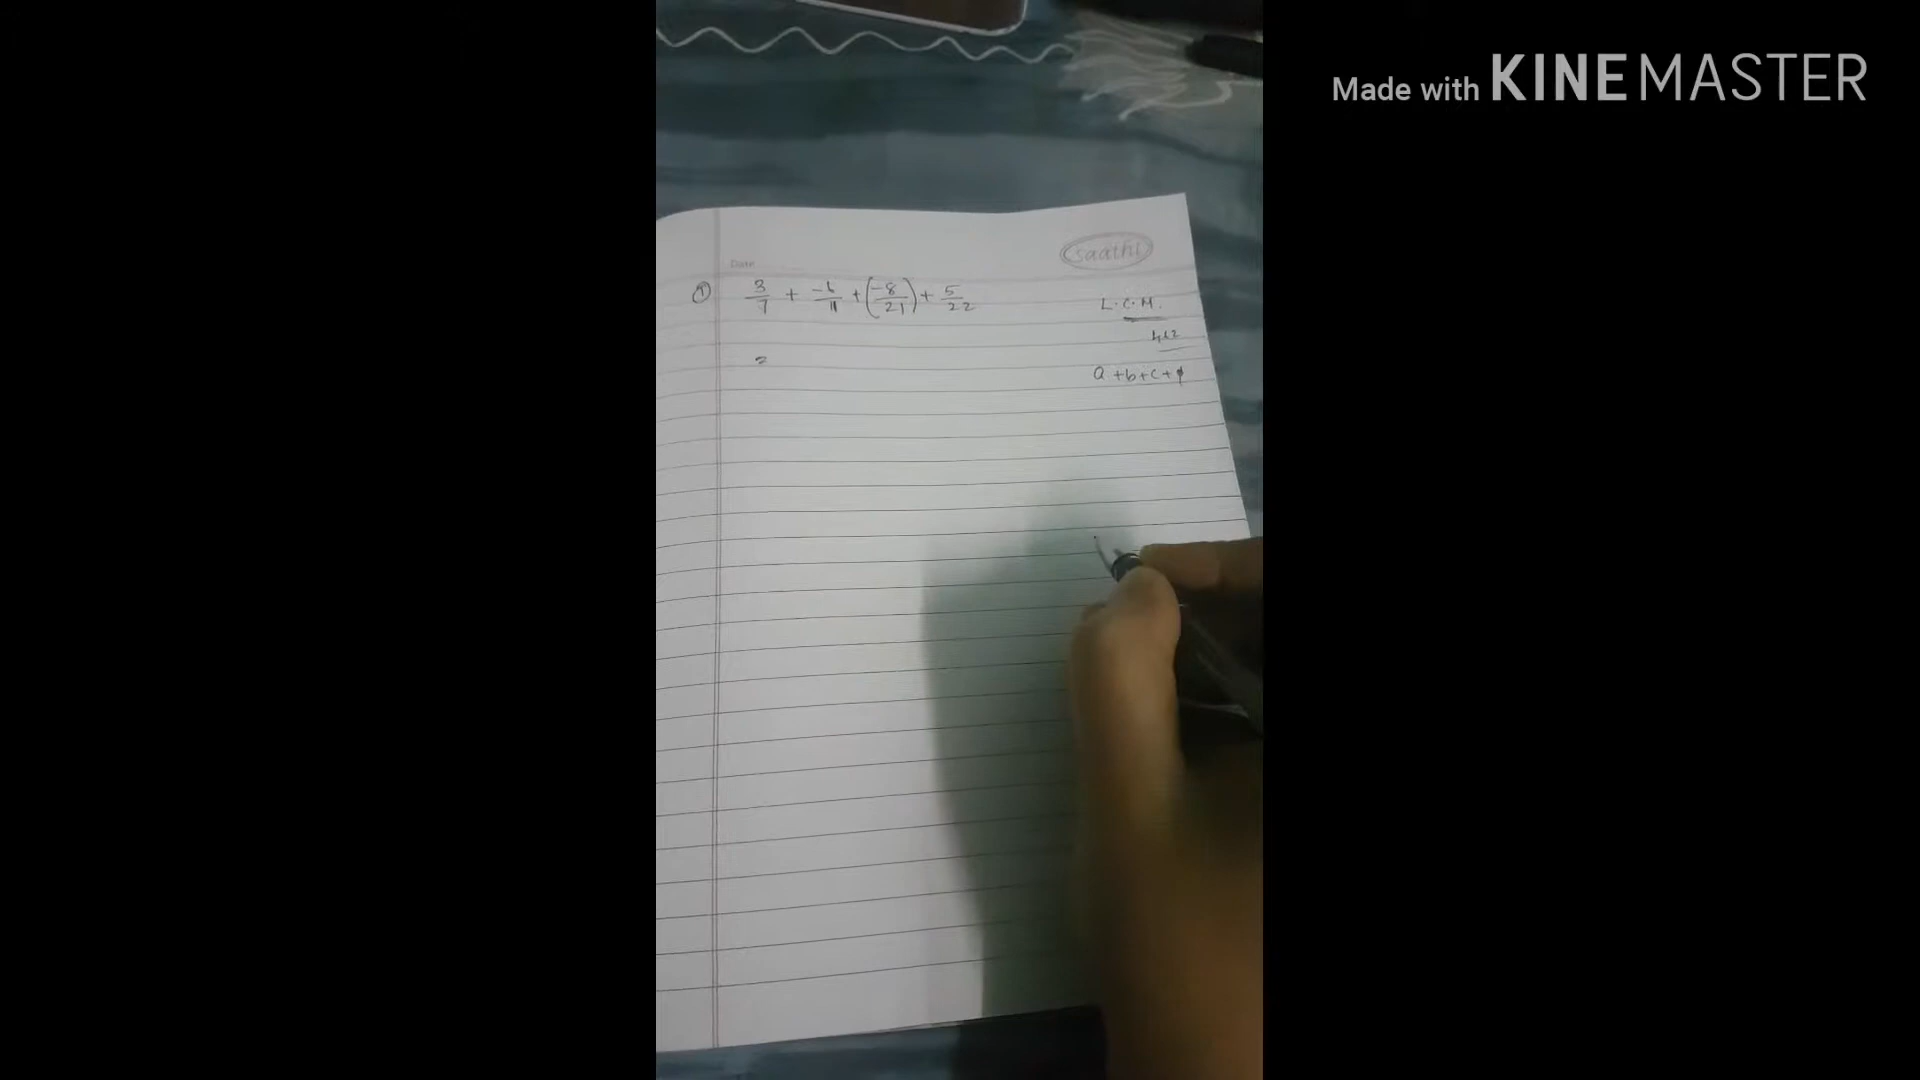 Made with KINEMASTER
saathi
Date
① 3/7 + -6/11 + (-8/21) + 5/22
L.C.M.
462
=
a+b+c+d